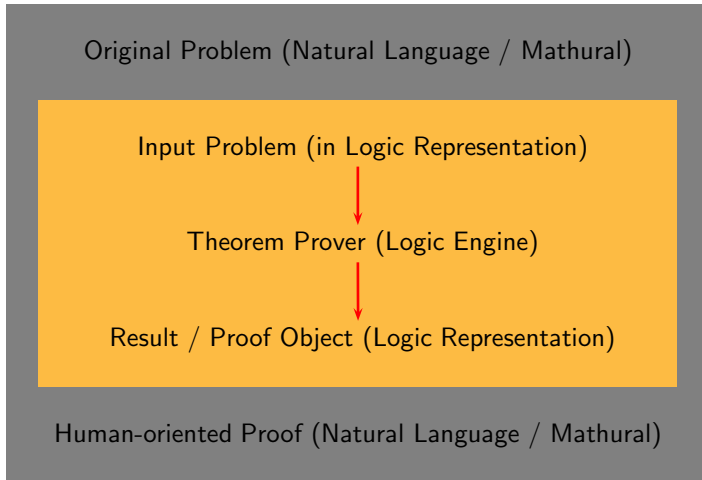 Original Problem (Natural Language / Mathural)
Input Problem (in Logic Representation)
Theorem Prover (Logic Engine)
Result / Proof Object (Logic Representation)
Human-oriented Proof (Natural Language / Mathural)